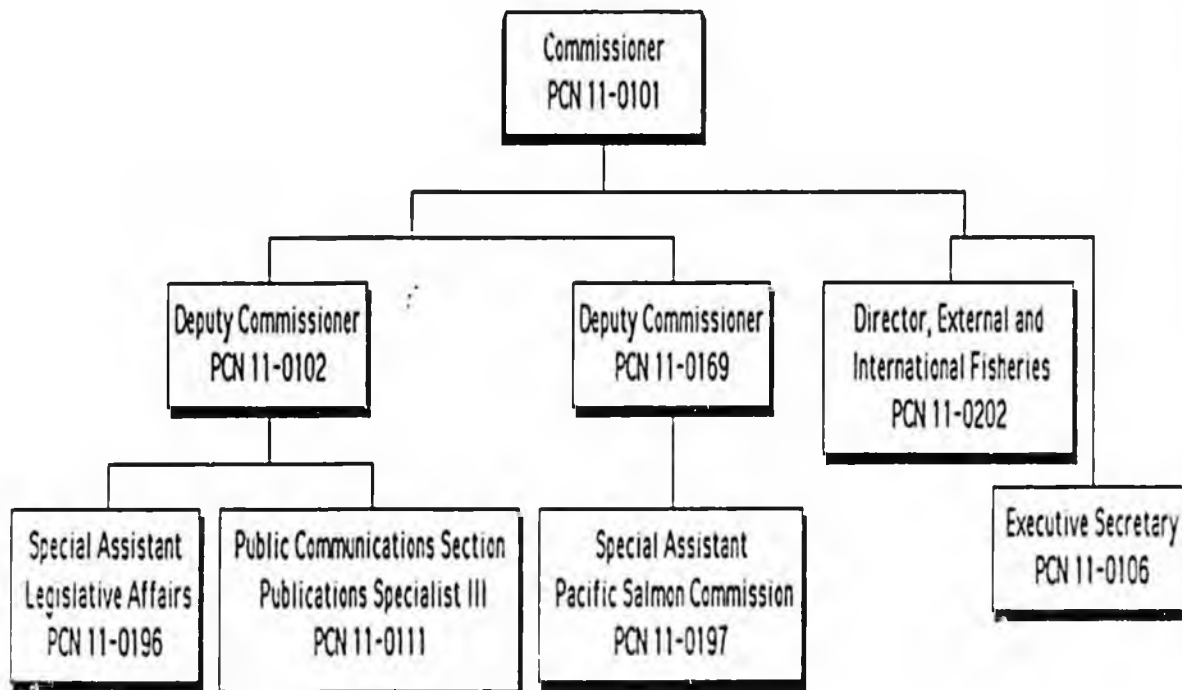 Commissioner
PCN 11-0101
Deputy Commissioner
PCN 11-0102
Deputy Commissioner
PCN 11-0169
Director, External and
International Fisheries
PCN 11-0202
Special Assistant
Legislative Affairs
PCN 11-0196
Public Communications Section
Publications Specialist III
PCN 11-0111
Special Assistant
Pacific Salmon Commission
PCN 11-0197
Executive Secretary
PCN 11-0106